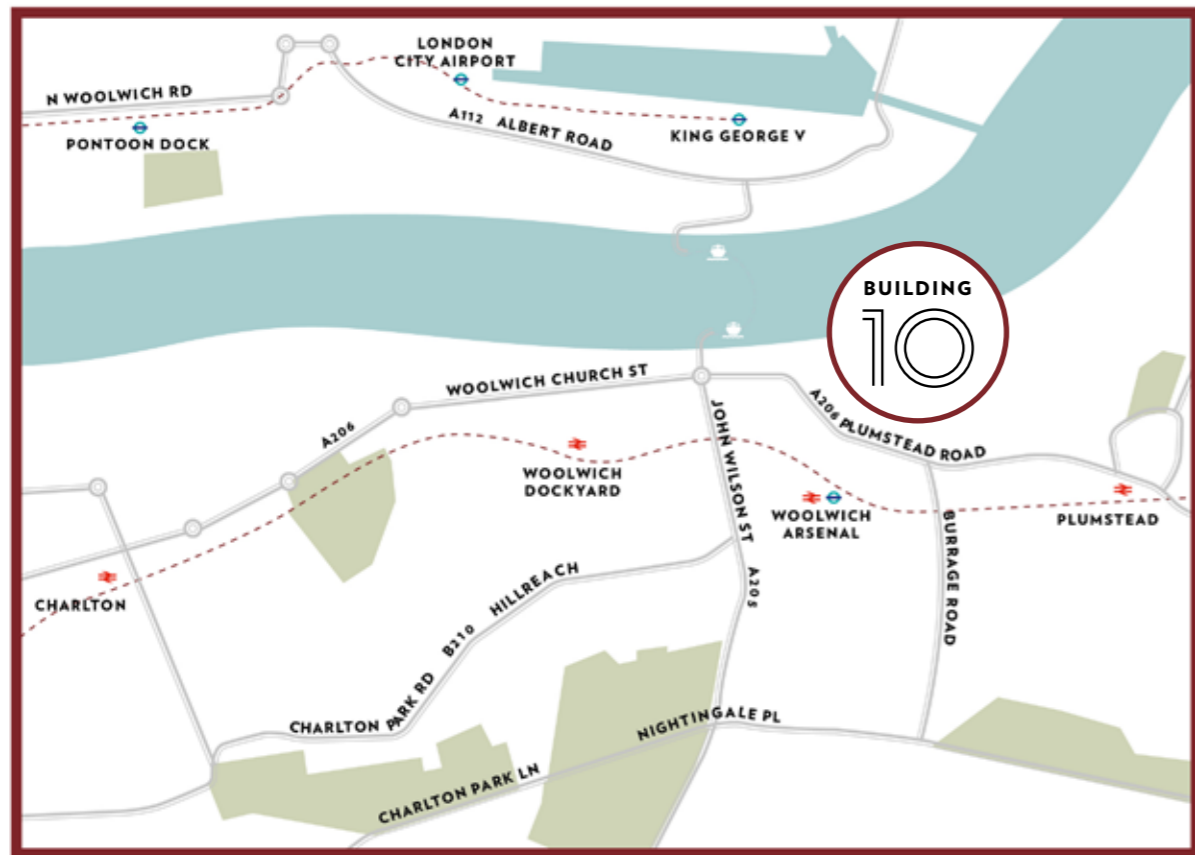 LONDON
CITY AIRPORT
N WOOLWICH RD
PONTOON DOCK
A112 ALBERT ROAD
KING GEORGE V
BUILDING
10
WOOLWICH CHURCH ST
A206
A206 PLUMSTEAD ROAD
JOHN WILSON ST
A205
WOOLWICH
DOCKYARD
WOOLWICH
ARSENAL
PLUMSTEAD
BURRAGE ROAD
CHARLTON
B210 HILLREACH
CHARLTON PARK RD
NIGHTINGALE PL
CHARLTON PARK LN